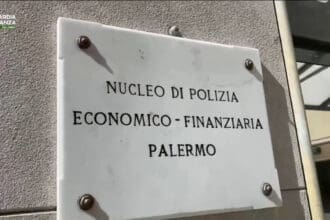 NUCLEO DI POLIZIA
ECONOMICO - FINANZIARIA
PALERMO